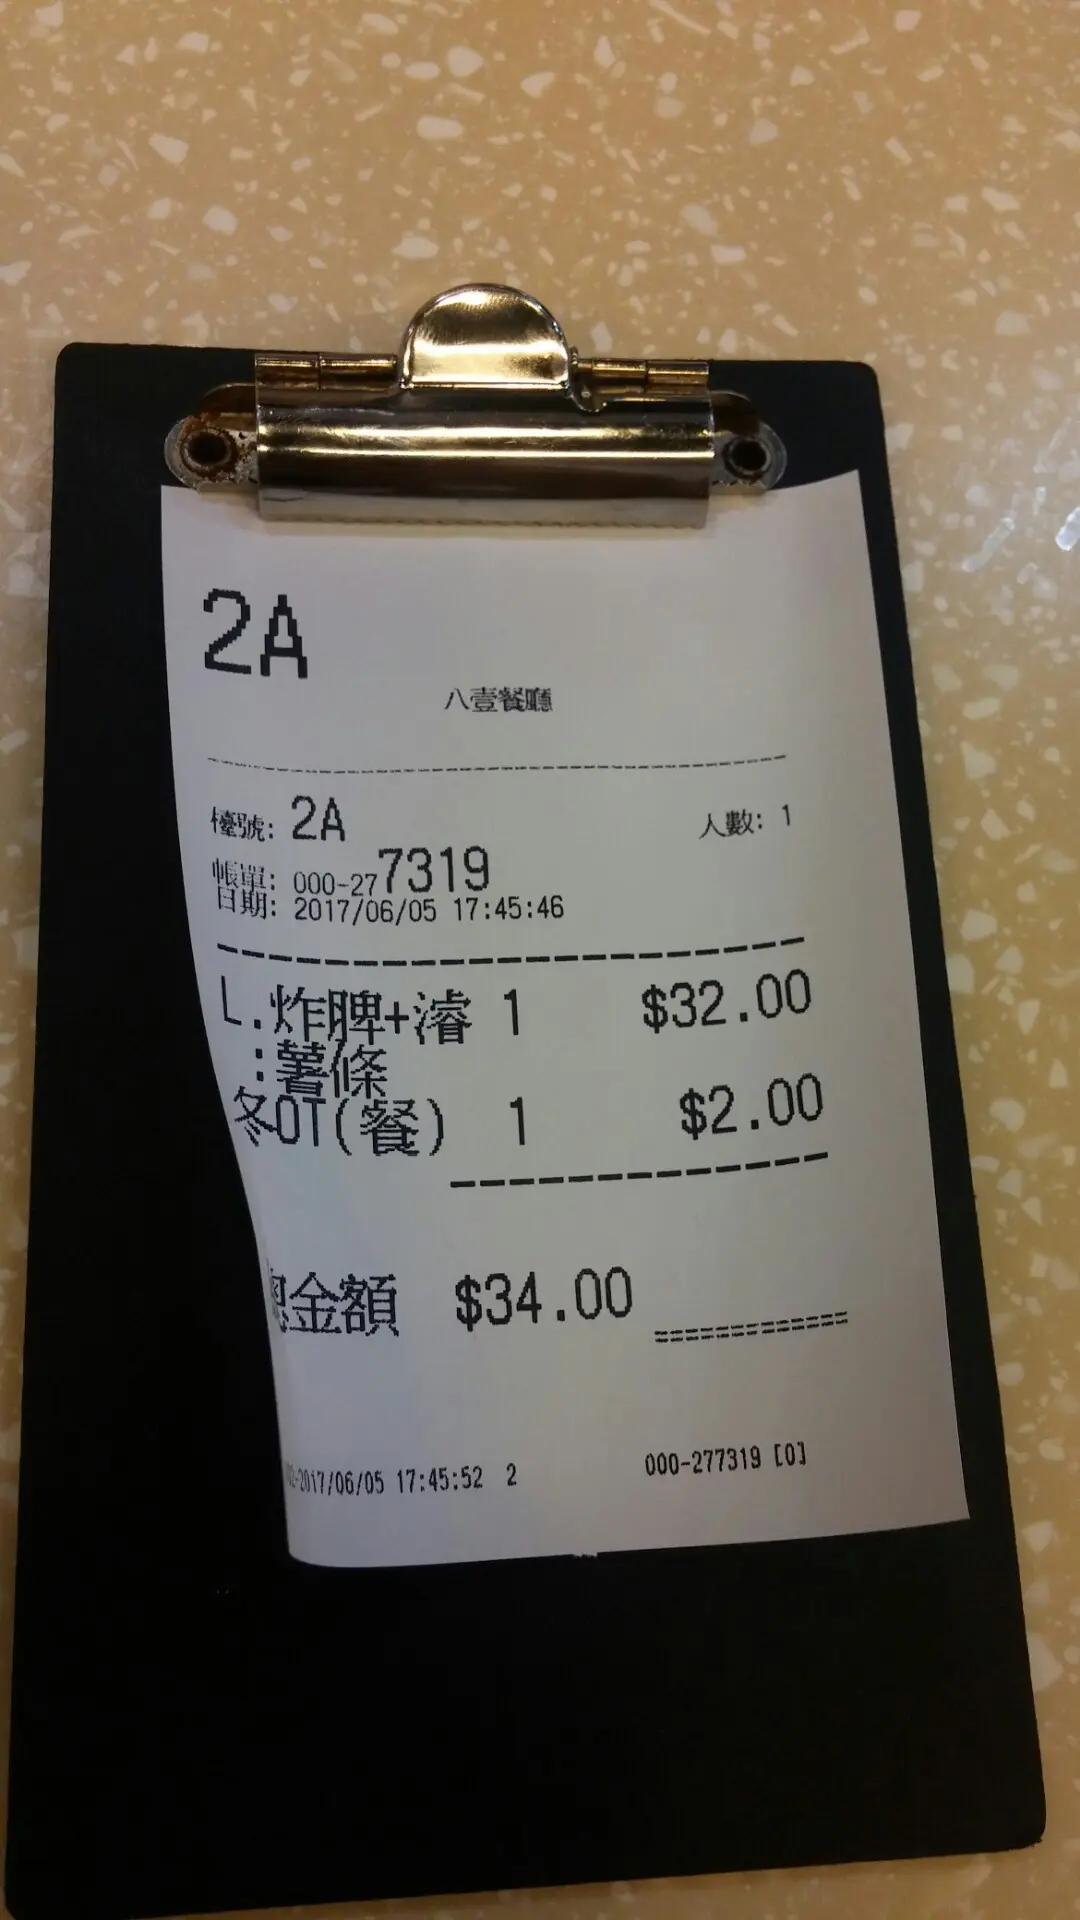 2A
八壹餐廳
檯號: 2A 人數: 1
帳單: 000-277319
日期: 2017/06/05 17:45:46
L.炸脾+濬 1 $32.00
:薯條
冬OT(餐) 1 $2.00
總金額 $34.00
2017/06/05 17:45:52 2 000-277319 [0]